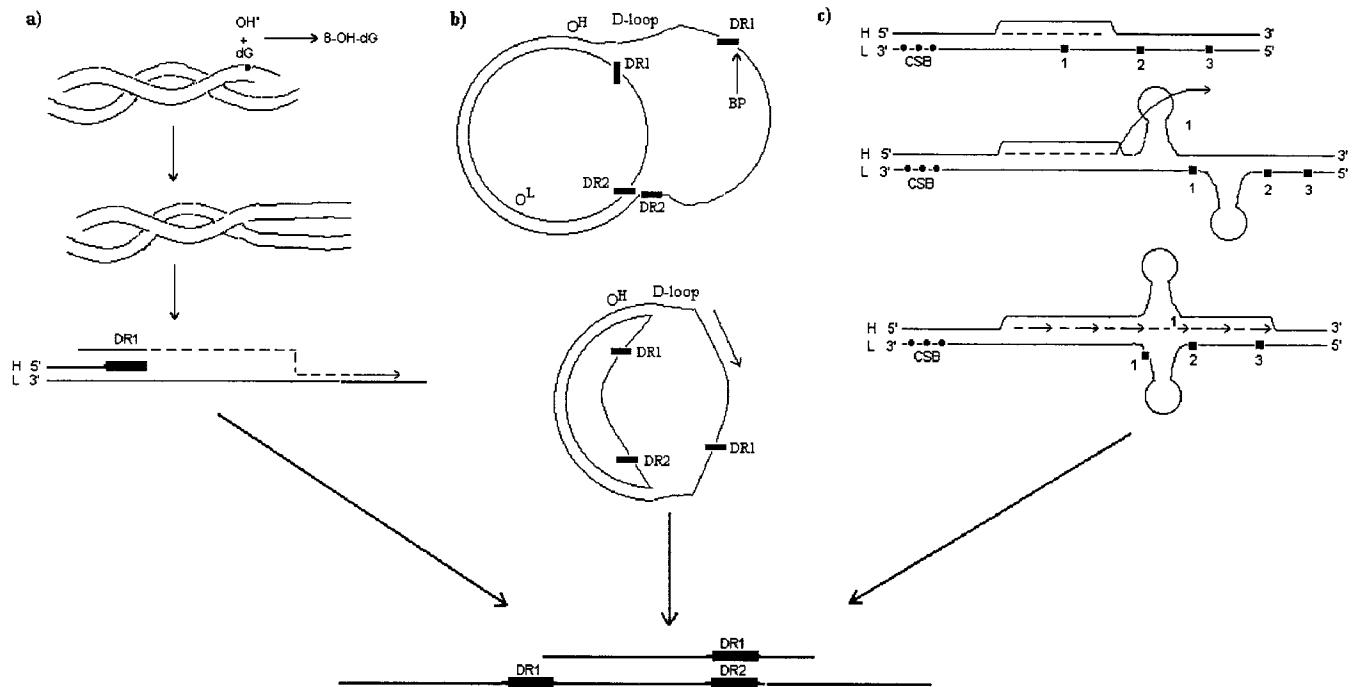 a)
OH•
+
dG
8-OH-dG
DR1
H 5'
L 3'
b)
OH
D-loop
DR1
DR1
BP
DR2
DR2
OL
OH
D-loop
DR1
DR2
DR1
c)
H 5' 3'
L 3' 5'
CSB 1 2 3
1
H 5' 3'
L 3' 5'
CSB 1 2 3
H 5' 1 3'
L 3' 5'
CSB 1 2 3
DR1
DR1 DR2